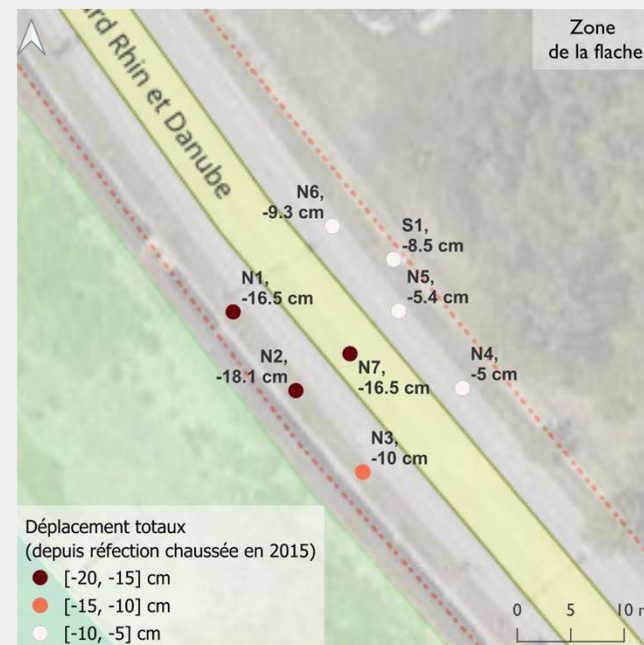 Zone
de la flache
ard Rhin et Danube
N6,
-9.3 cm
S1,
-8.5 cm
N1,
-16.5 cm
N5,
-5.4 cm
N2,
-18.1 cm
N7,
-16.5 cm
N4,
-5 cm
N3,
-10 cm
Déplacement totaux
(depuis réfection chaussée en 2015)
[-20, -15] cm
[-15, -10] cm
[-10, -5] cm
0 5 10 m